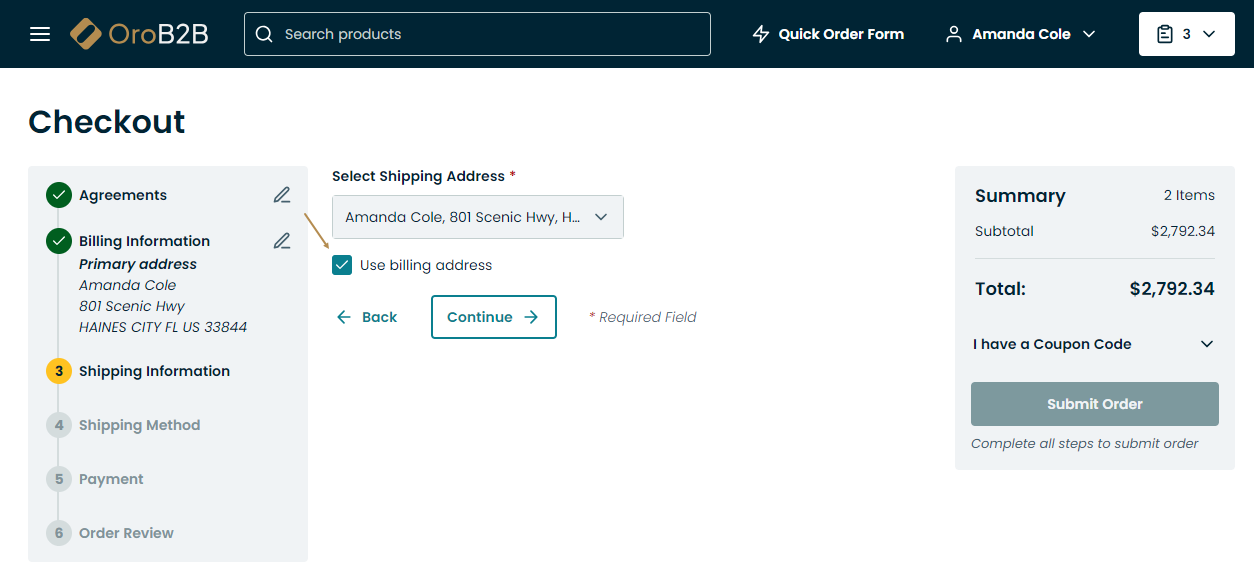 OroB2B
Search products
Quick Order Form
Amanda Cole
3
Checkout
Agreements
Billing Information
Primary address
Amanda Cole
801 Scenic Hwy
HAINES CITY FL US 33844
3 Shipping Information
4 Shipping Method
5 Payment
6 Order Review
Select Shipping Address *
Amanda Cole, 801 Scenic Hwy, H...
Use billing address
Back
Continue
* Required Field
Summary 2 Items
Subtotal $2,792.34
Total: $2,792.34
I have a Coupon Code
Submit Order
Complete all steps to submit order